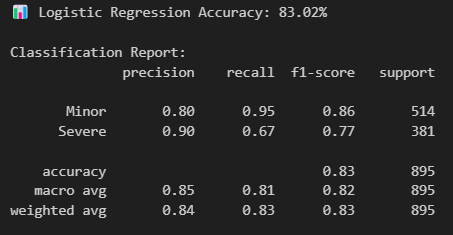 📊 Logistic Regression Accuracy: 83.02%
Classification Report:
precision recall f1-score support
Minor 0.80 0.95 0.86 514
Severe 0.90 0.67 0.77 381
accuracy 0.83 895
macro avg 0.85 0.81 0.82 895
weighted avg 0.84 0.83 0.83 895